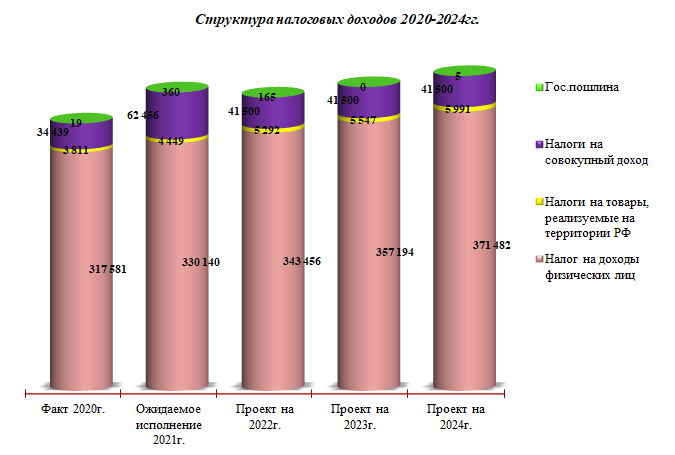 Структура налоговых доходов 2020-2024гг.
19
34 439
3 811
317 581
360
62 456
4 449
330 140
165
41 500
5 292
343 456
0
41 500
5 547
357 194
5
41 500
5 991
371 482
Факт 2020г.
Ожидаемое
исполнение
2021г.
Проект на
2022г.
Проект на
2023г.
Проект на
2024г.
Гос.пошлина
Налоги на
совокупный доход
Налоги на товары,
реализуемые на
территории РФ
Налог на доходы
физических лиц